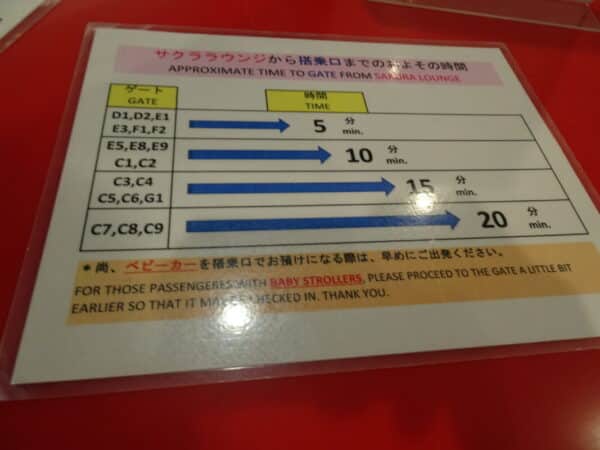 サクララウンジから搭乗口までのおよその時間
APPROXIMATE TIME TO GATE FROM SAKURA LOUNGE
ゲート
GATE
時間
TIME
D1,D2,E1
E3,F1,F2
5 分
min.
E5,E8,E9
C1,C2
10 分
min.
C3,C4
C5,C6,G1
15 分
min.
C7,C8,C9
20 分
min.
*尚、ベビーカーを搭乗口でお預けになる際は、早めにご出発ください。
FOR THOSE PASSENGERES WITH BABY STROLLERS, PLEASE PROCEED TO THE GATE A LITTLE BIT
EARLIER SO THAT IT MAY BE CHECKED IN. THANK YOU.